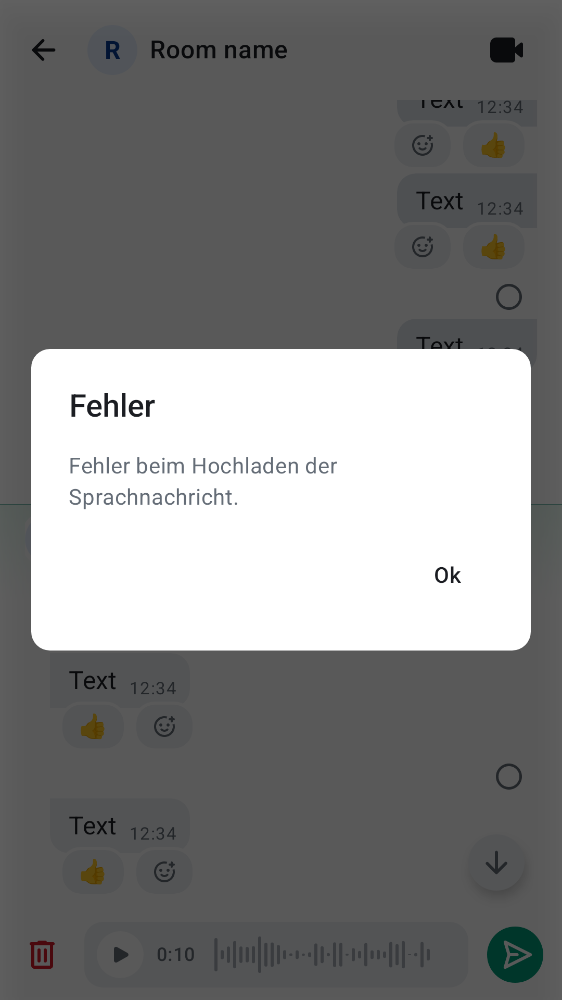 R Room name
Text 12:34
Text 12:34
Text
Fehler
Fehler beim Hochladen der
Sprachnachricht.
Ok
Text 12:34
Text 12:34
0:10